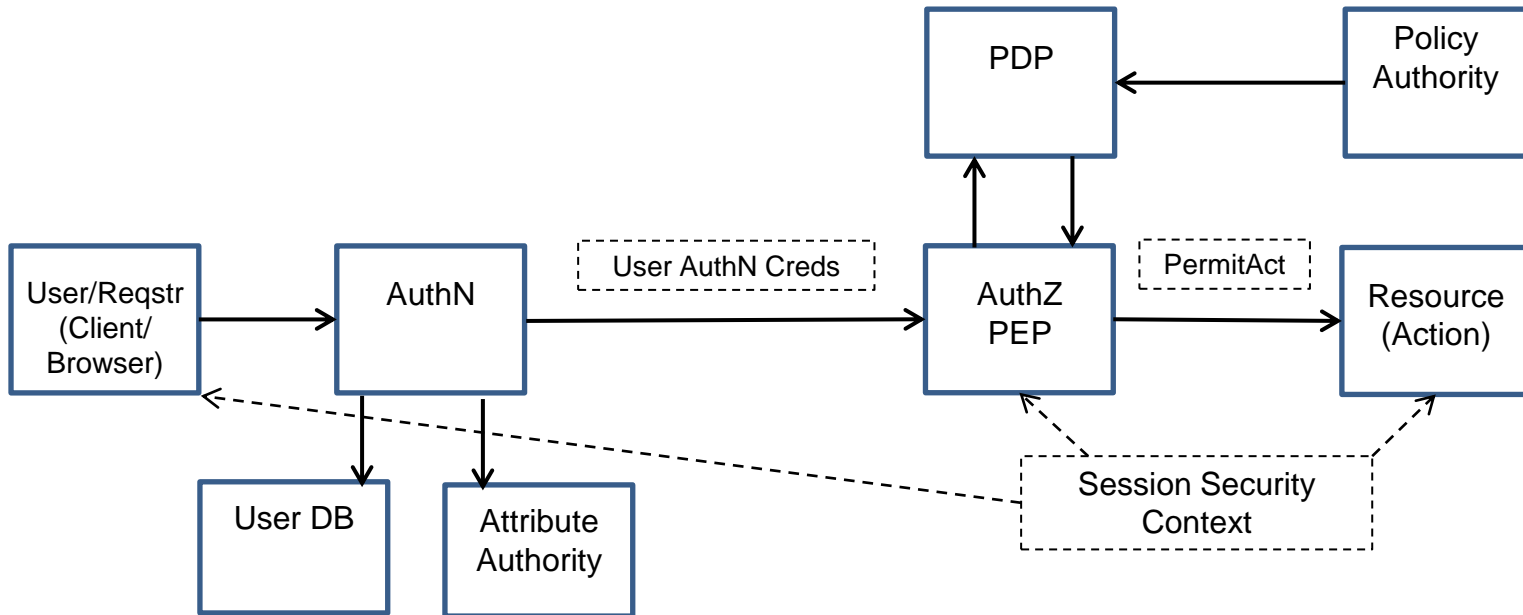 PDP
Policy
Authority
User/Reqstr
(Client/
Browser)
AuthN
User AuthN Creds
AuthZ
PEP
PermitAct
Resource
(Action)
User DB
Attribute
Authority
Session Security
Context